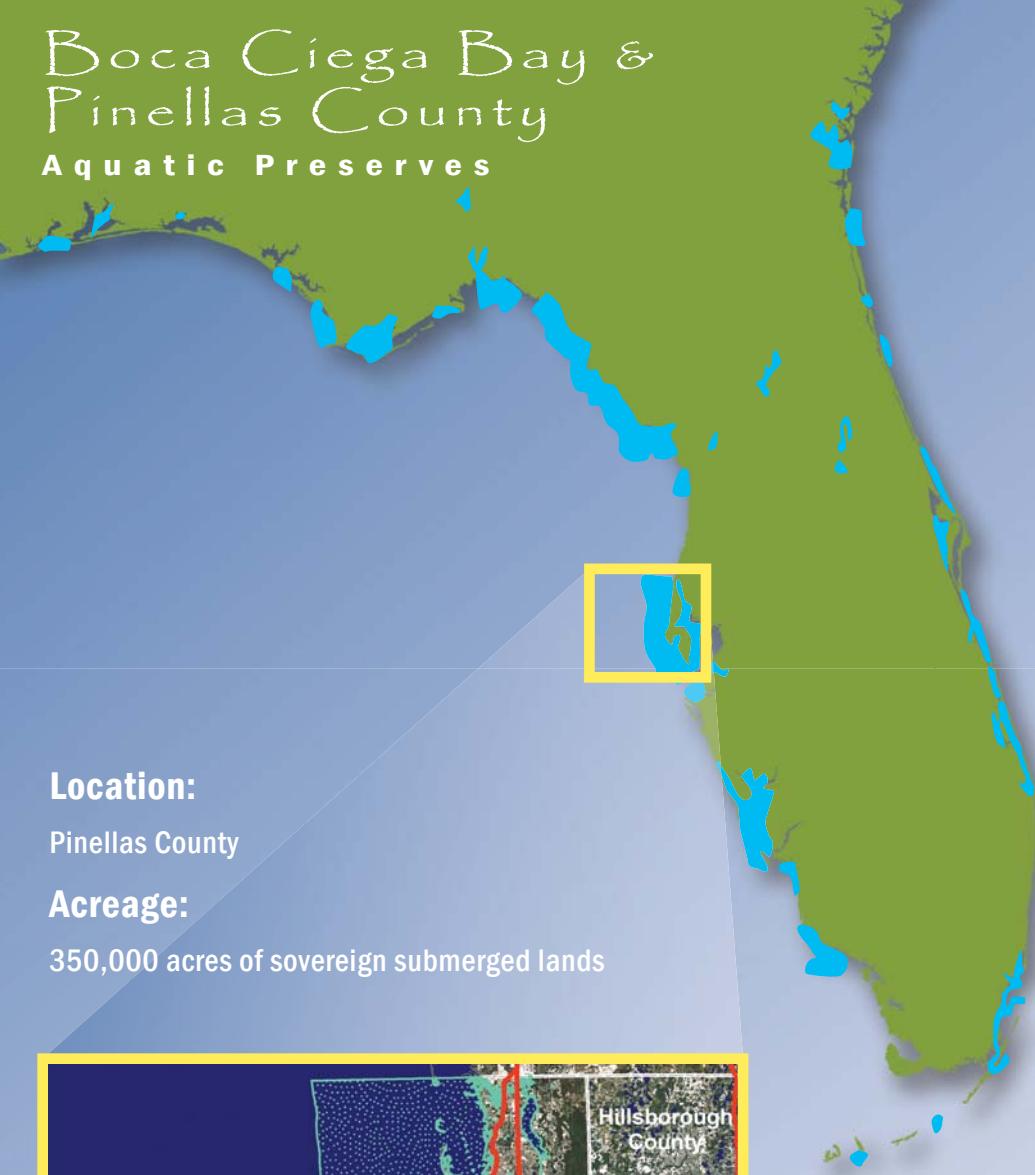 Boca Ciega Bay &
Pinellas County
Aquatic Preserves
Location:
Pinellas County
Acreage:
350,000 acres of sovereign submerged lands
Hillsborough
County